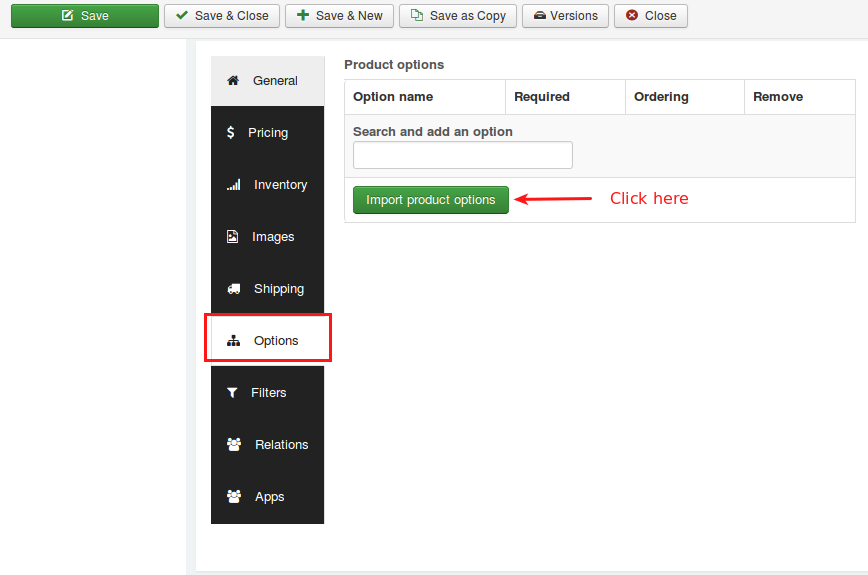 Save Save & Close Save & New Save as Copy Versions Close
General
Pricing
Inventory
Images
Shipping
Options
Filters
Relations
Apps
Product options
Option name Required Ordering Remove
Search and add an option
Import product options Click here